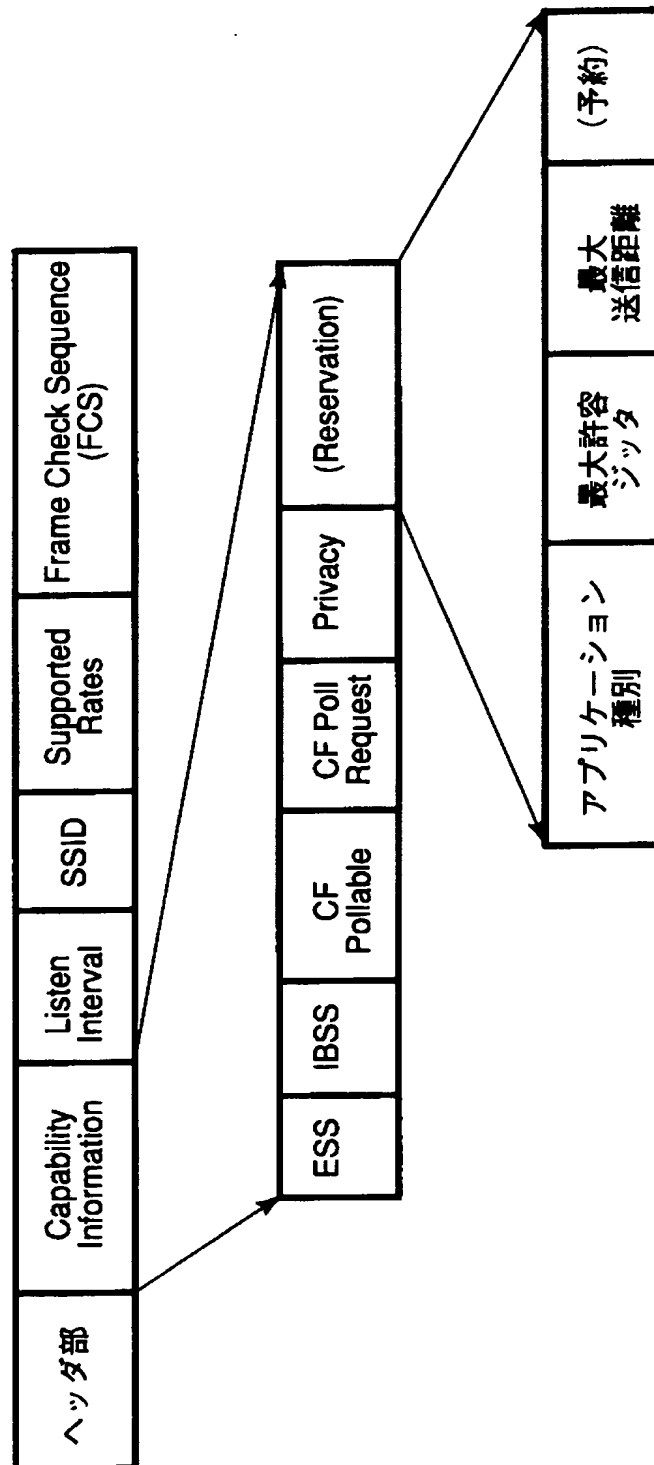 ヘッダ部
Capability
Information
Listen
Interval
SSID
Supported
Rates
Frame Check Sequence
(FCS)
ESS
IBSS
CF
Pollable
CF Poll
Request
Privacy
(Reservation)
アプリケーション
種別
最大許容
ジッタ
最大
送信距離
(予約)